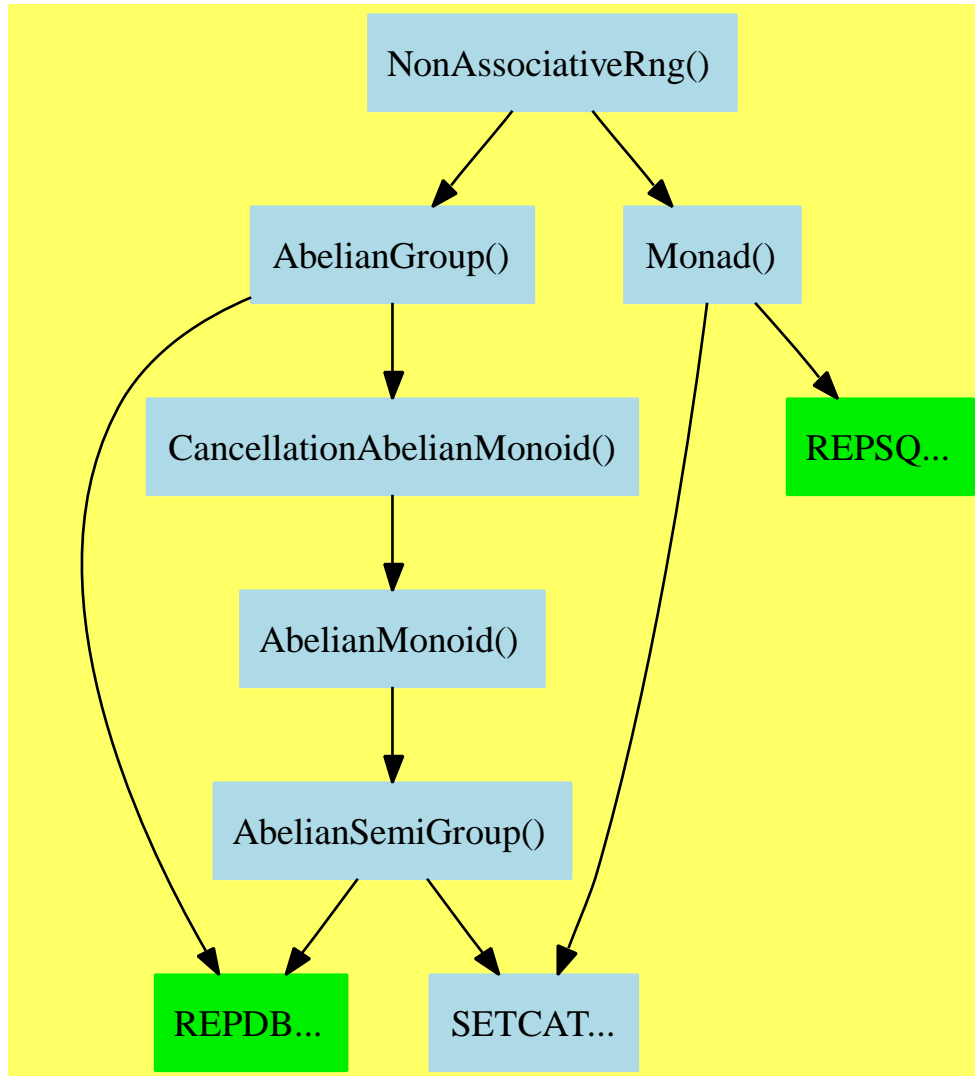 NonAssociativeRng()
AbelianGroup()
Monad()
CancellationAbelianMonoid()
REPSQ...
AbelianMonoid()
AbelianSemiGroup()
REPDB...
SETCAT...